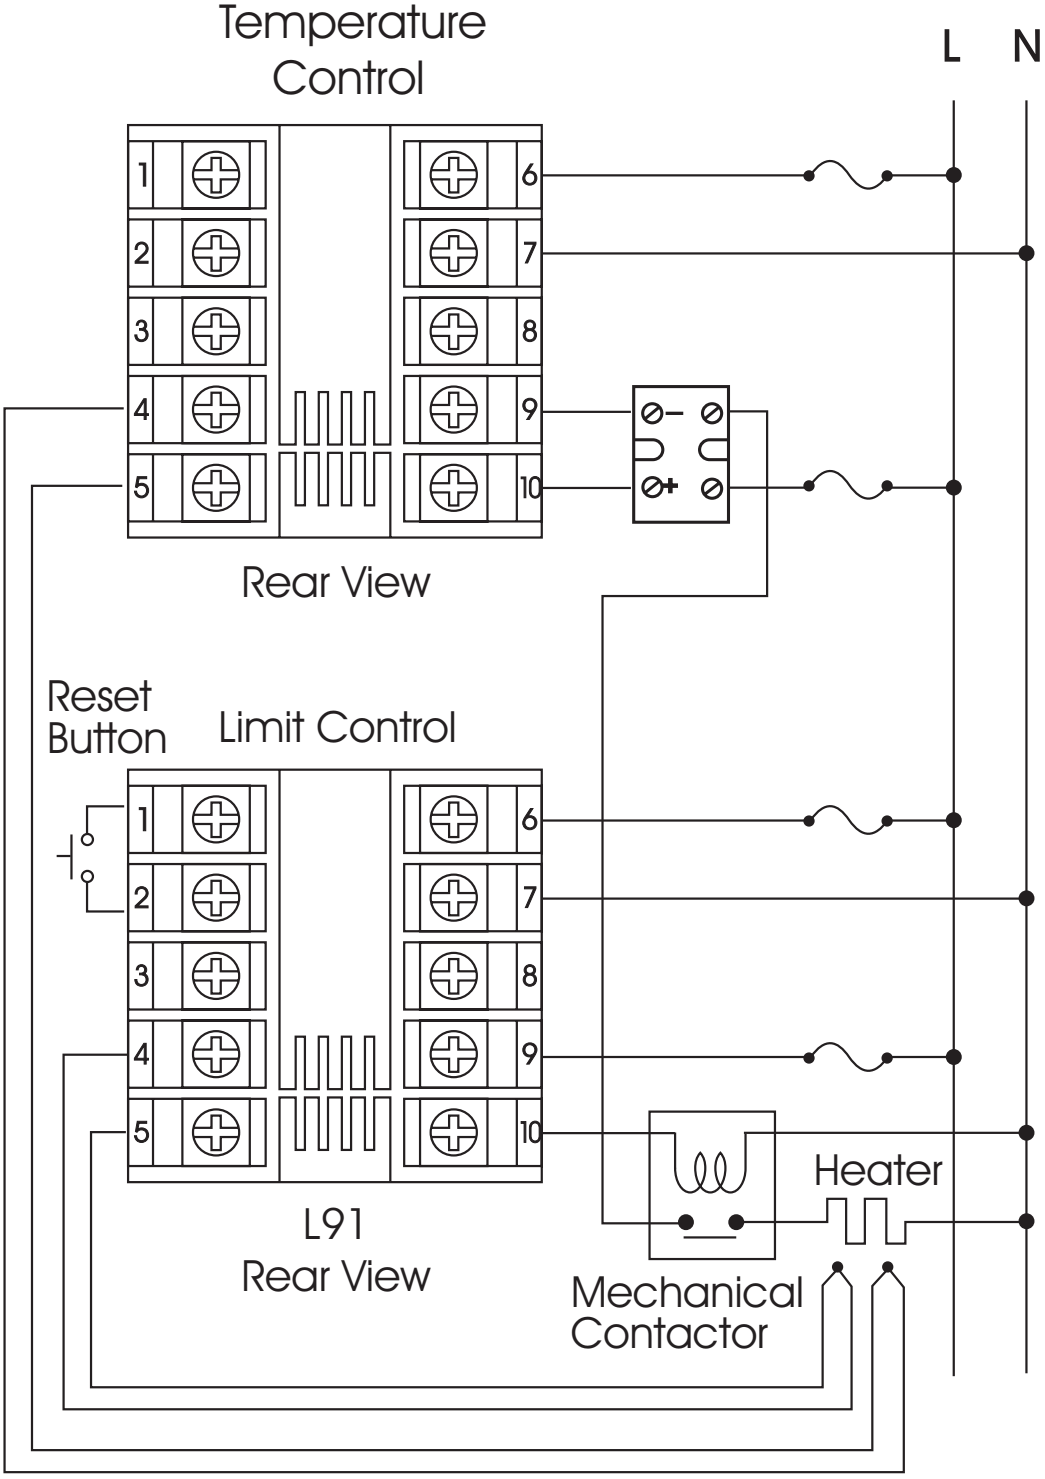 Temperature
Control
L N
1 6
2 7
3 8
4 9 −
5 10 +
Rear View
Reset
Button
Limit Control
1 6
2 7
3 8
4 9
5 10
Heater
L91
Rear View
Mechanical
Contactor